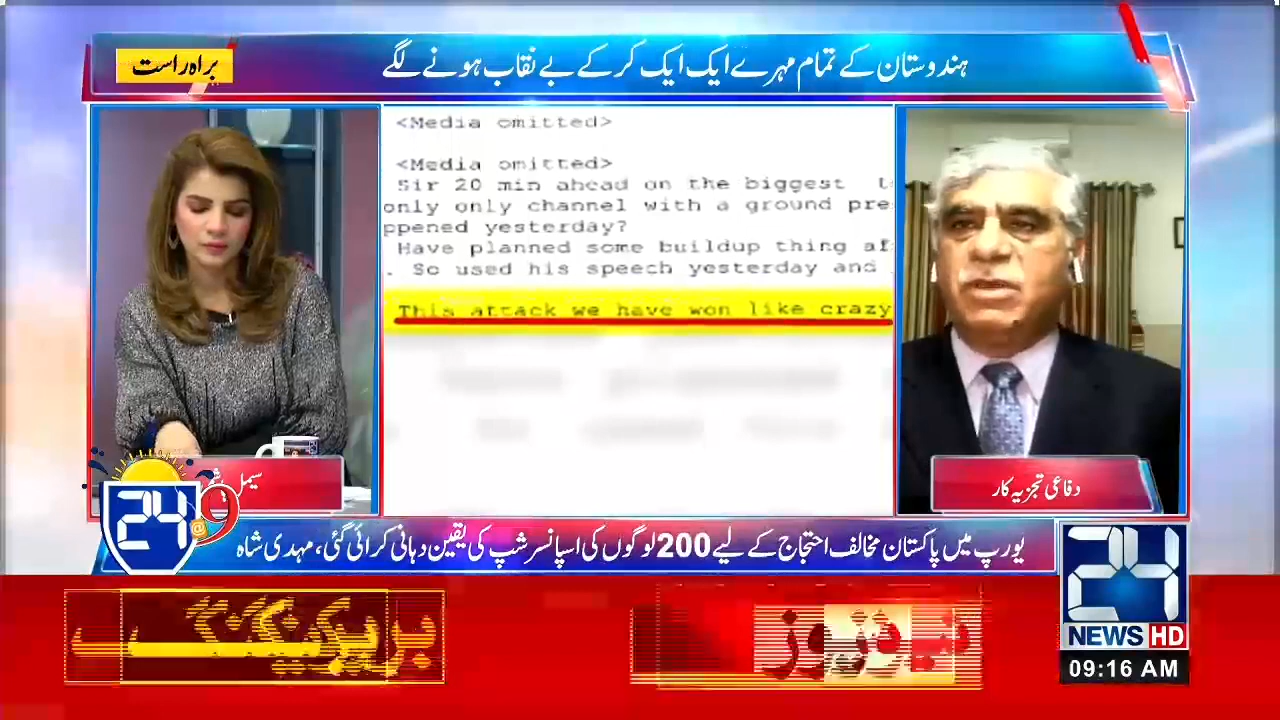 ہندوستان کے تمام مہرے ایک ایک کرکے بے نقاب ہونے لگے
براہ راست
<Media omitted>
<Media omitted>
Sir 20 min ahead on the biggest
only only channel with a ground pre
ppened yesterday?
Have planned some buildup thing af
. So used his speech yesterday and
This attack we have won like crazy
سیمل
دفاعی تجزیہ کار
24@9
یورپ میں پاکستان مخالف احتجاج کے لیے 200 لوگوں کی اسپانسر شپ کی یقین دہانی کرائی گئی، مہدی شاہ
بریکنگ
نیوز
24
NEWS HD
09:16 AM